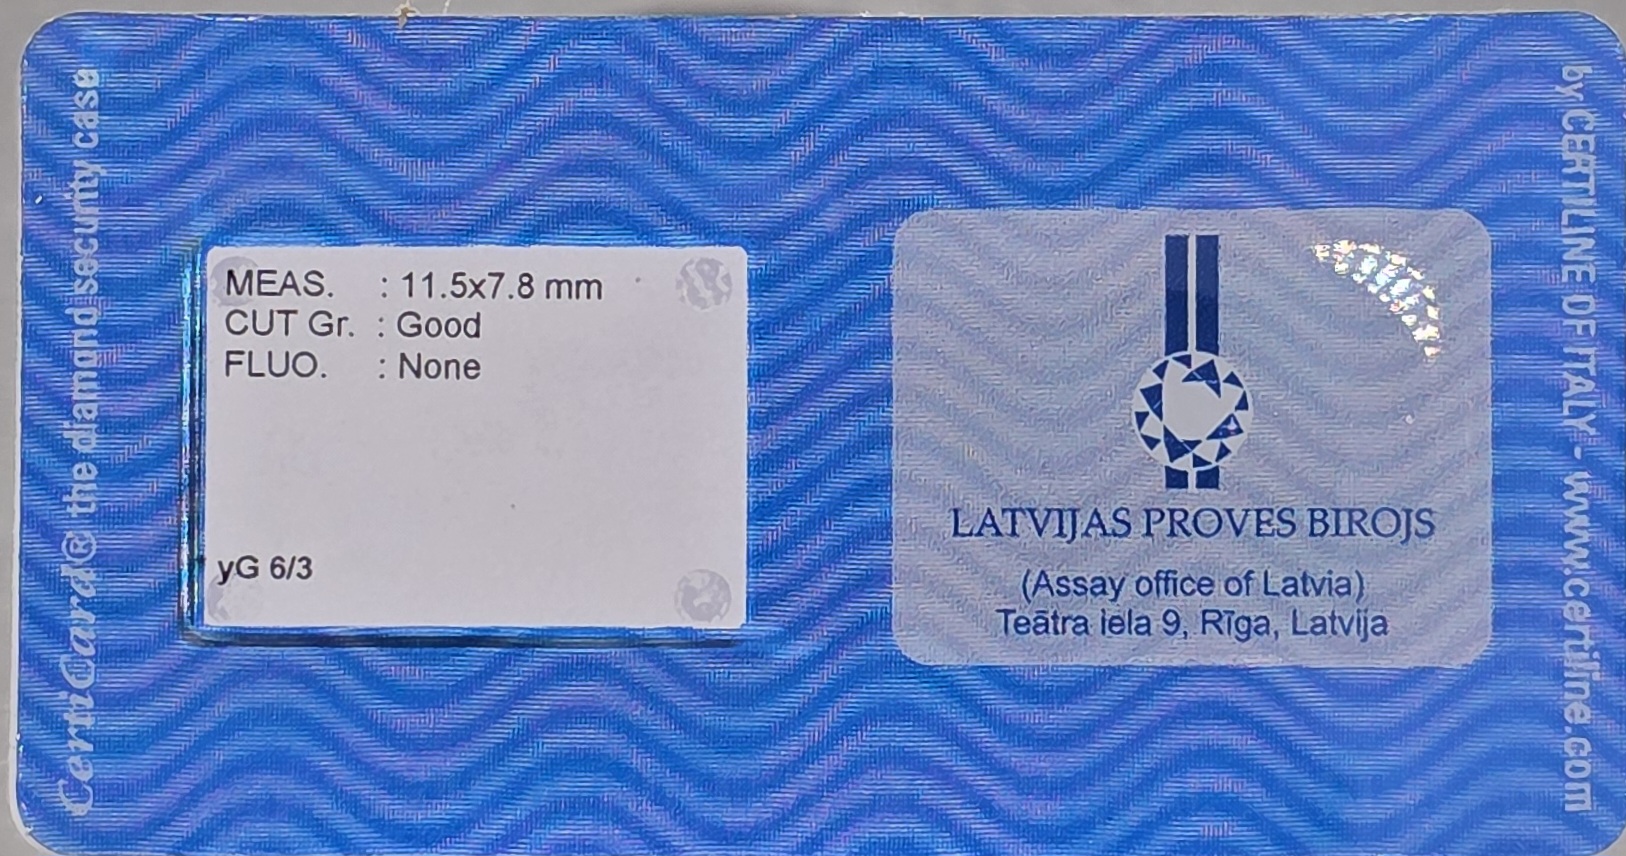 CertiCard® the diamond security case
MEAS. : 11.5x7.8 mm
CUT Gr. : Good
FLUO. : None
yG 6/3
LATVIJAS PROVES BIROJS
(Assay office of Latvia)
Teātra iela 9, Rīga, Latvija
by CERTILINE OF ITALY - www.certiline.com